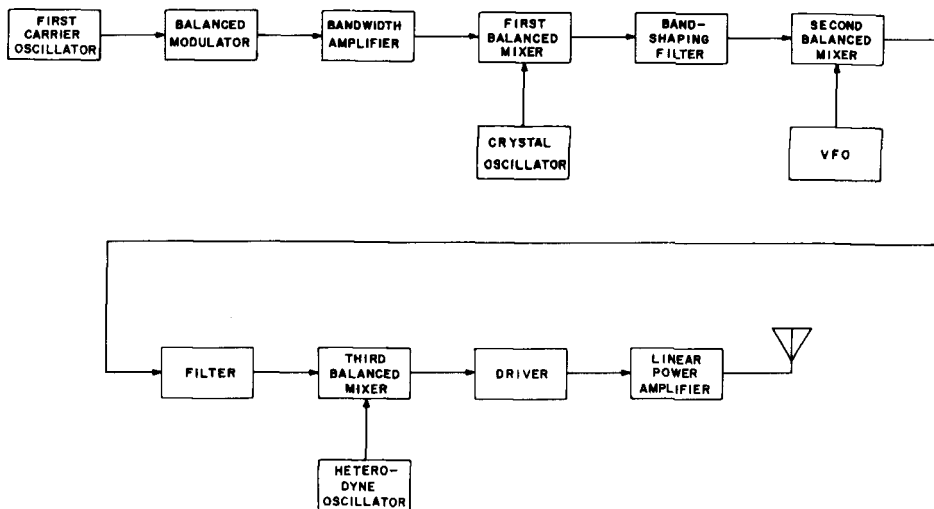 FIRST
CARRIER
OSCILLATOR
BALANCED
MODULATOR
BANDWIDTH
AMPLIFIER
FIRST
BALANCED
MIXER
BAND-
SHAPING
FILTER
SECOND
BALANCED
MIXER
CRYSTAL
OSCILLATOR
VFO
FILTER
THIRD
BALANCED
MIXER
DRIVER
LINEAR
POWER
AMPLIFIER
HETERO-
DYNE
OSCILLATOR